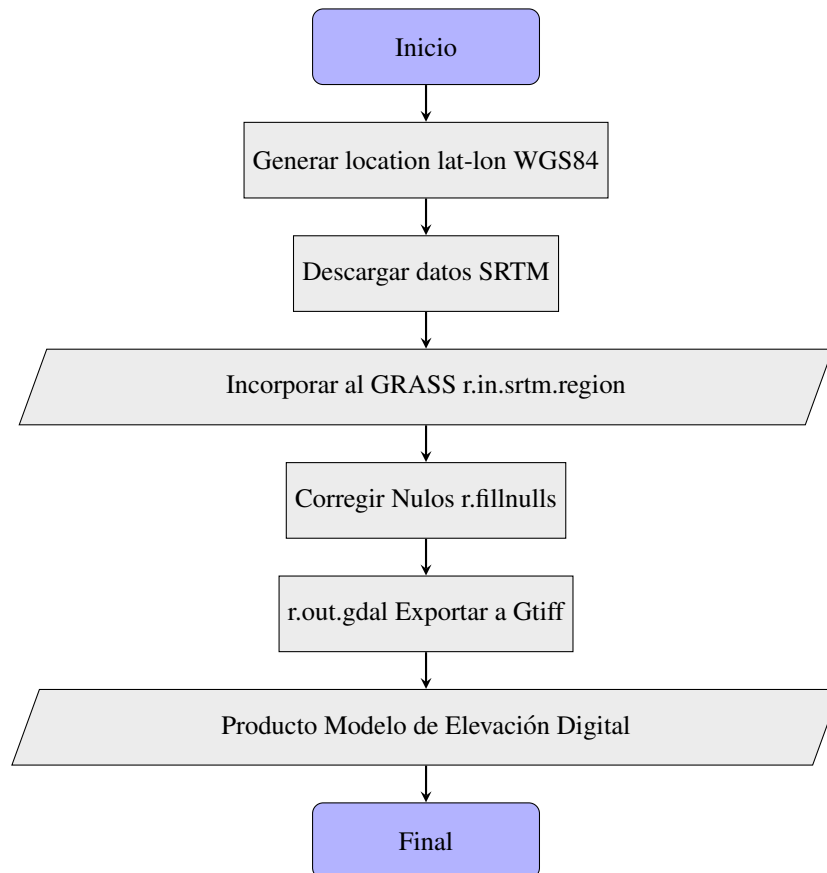 Inicio
Generar location lat-lon WGS84
Descargar datos SRTM
Incorporar al GRASS r.in.srtm.region
Corregir Nulos r.fillnulls
r.out.gdal Exportar a Gtiff
Producto Modelo de Elevación Digital
Final